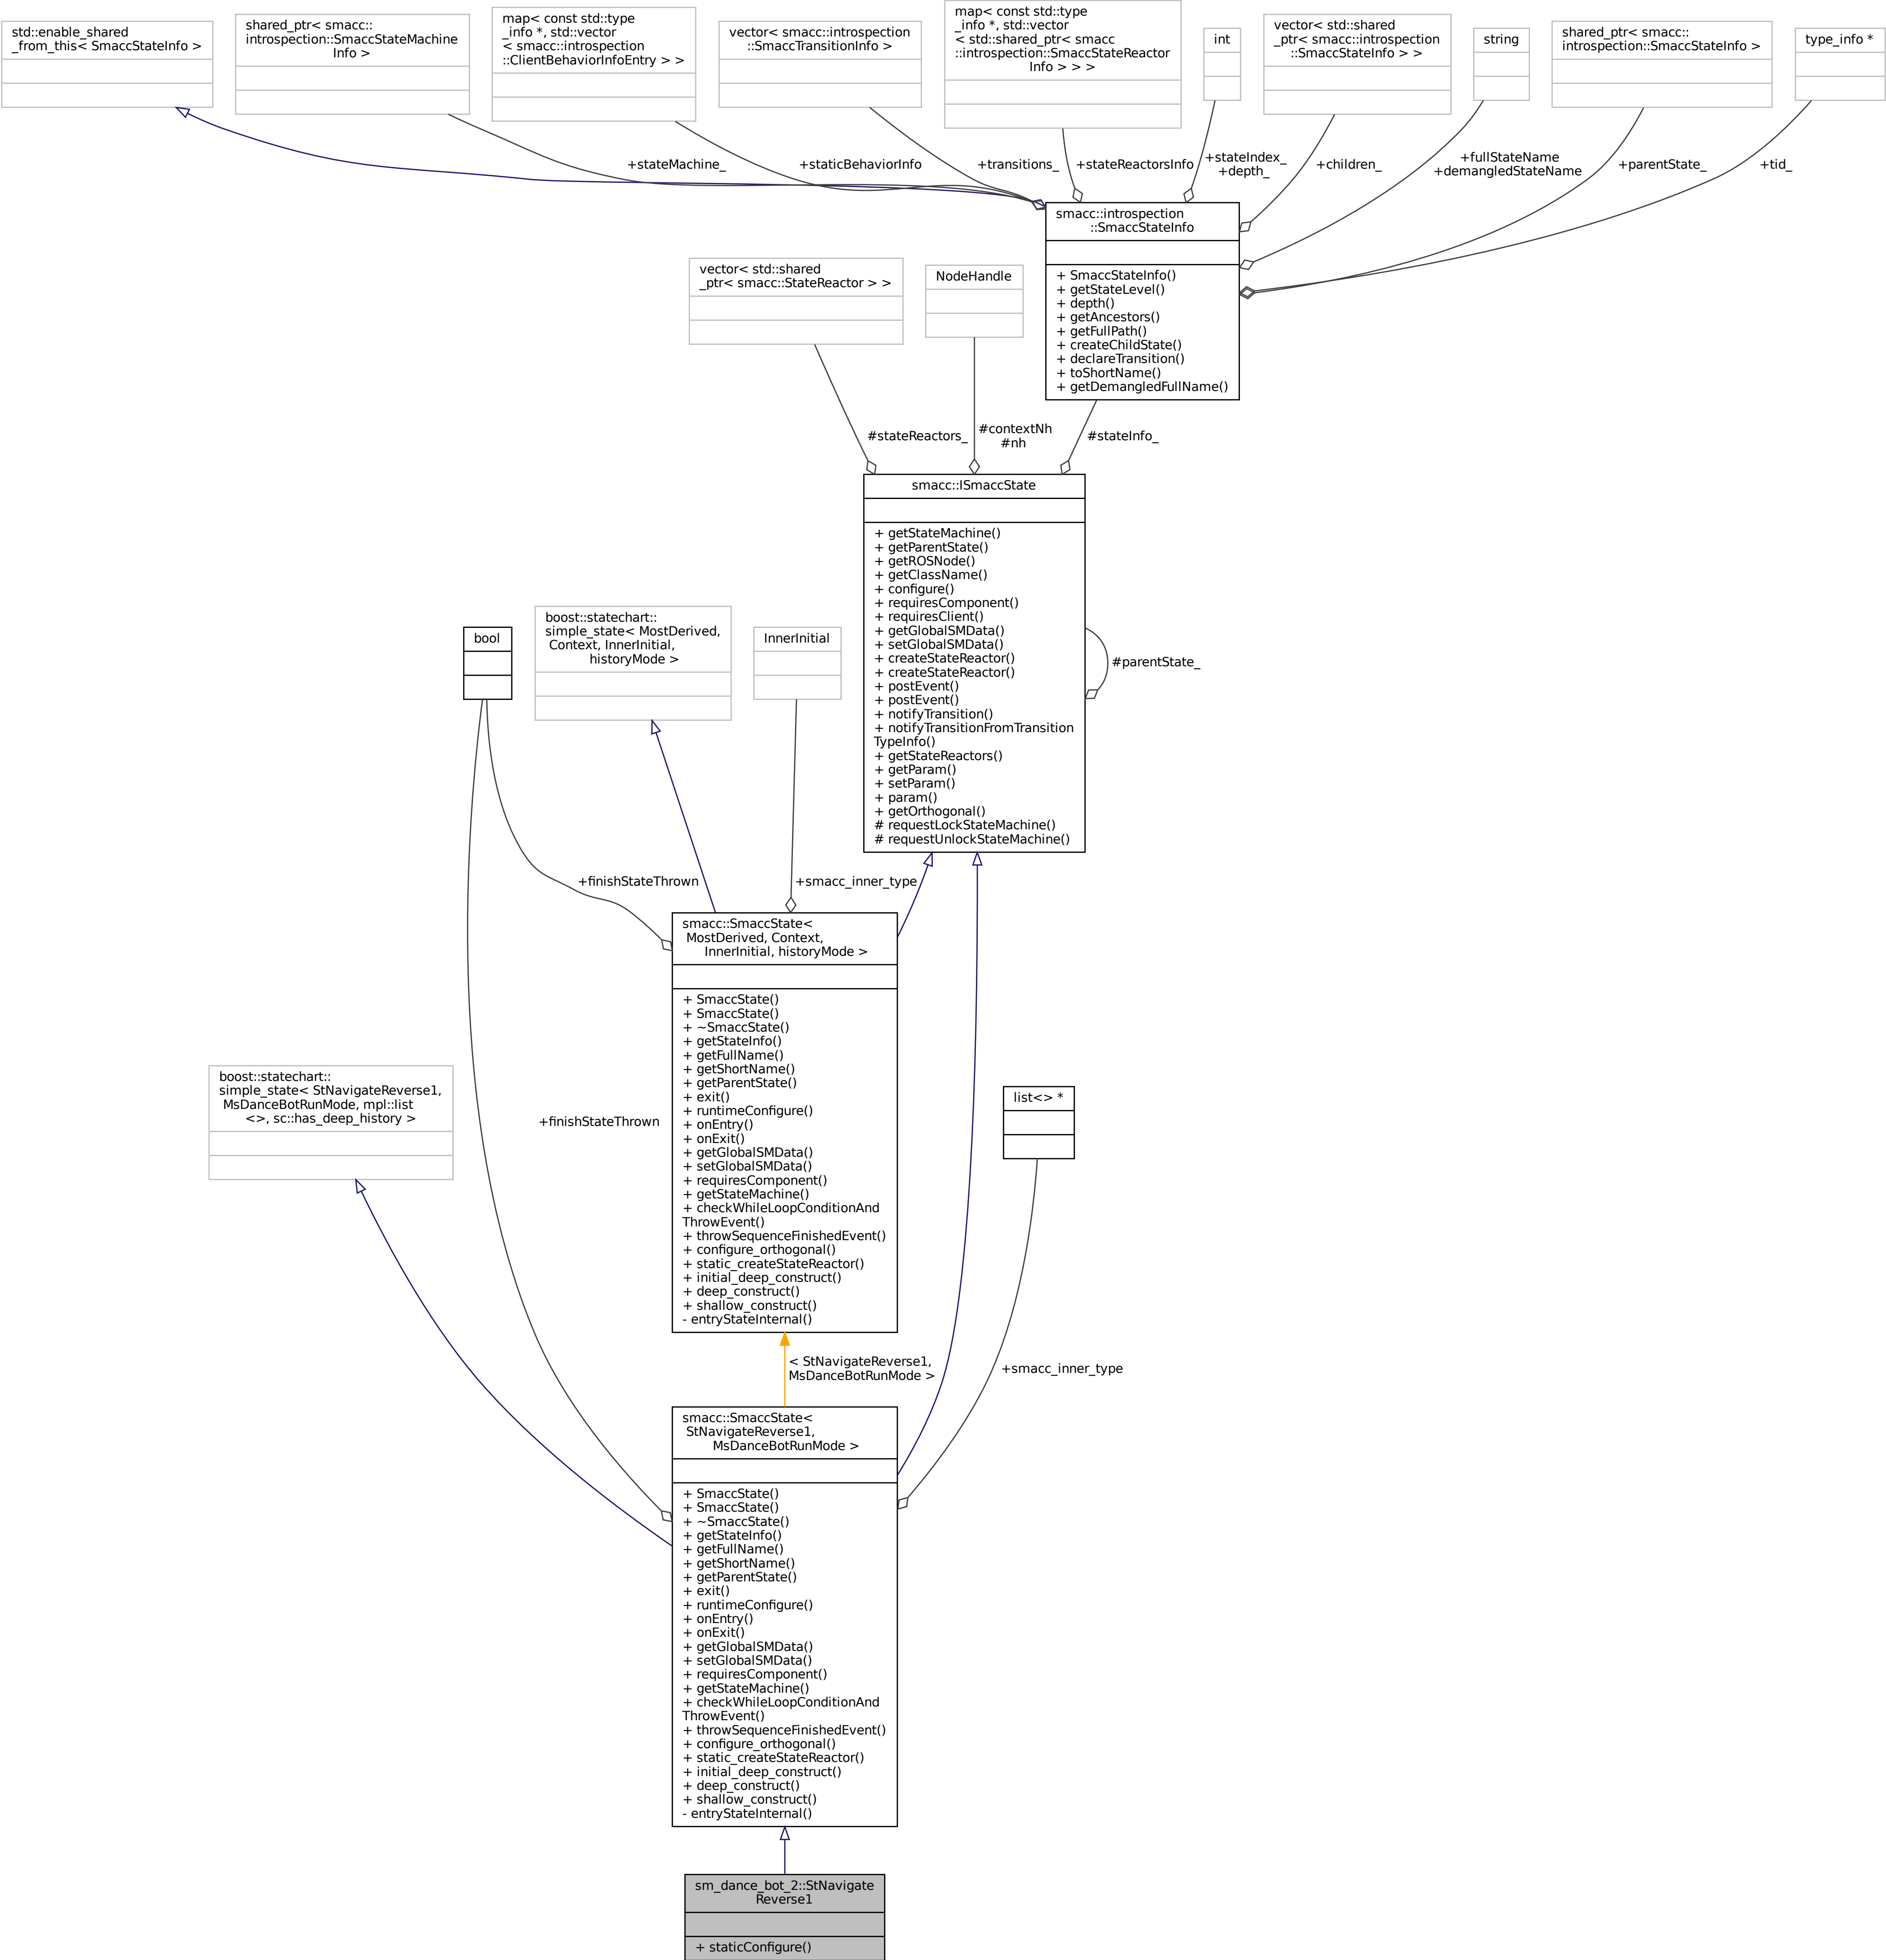 std::enable_shared
_from_this< SmaccStateInfo >
shared_ptr< smacc::
introspection::SmaccStateMachine
Info >
map< const std::type
_info *, std::vector
< smacc::introspection
::ClientBehaviorInfoEntry > >
vector< smacc::introspection
::SmaccTransitionInfo >
map< const std::type
_info *, std::vector
< std::shared_ptr< smacc
::introspection::SmaccStateReactor
Info > > >
int
vector< std::shared
_ptr< smacc::introspection
::SmaccStateInfo > >
string
shared_ptr< smacc::
introspection::SmaccStateInfo >
type_info *
+stateMachine_
+staticBehaviorInfo
+transitions_
+stateReactorsInfo
+stateIndex_
+depth_
+children_
+fullStateName
+demangledStateName
+parentState_
+tid_
smacc::introspection
::SmaccStateInfo
+ SmaccStateInfo()
+ getStateLevel()
+ depth()
+ getAncestors()
+ getFullPath()
+ createChildState()
+ declareTransition()
+ toShortName()
+ getDemangledFullName()
vector< std::shared
_ptr< smacc::StateReactor > >
NodeHandle
#stateReactors_
#contextNh
#nh
#stateInfo_
smacc::ISmaccState
+ getStateMachine()
+ getParentState()
+ getROSNode()
+ getClassName()
+ configure()
+ requiresComponent()
+ requiresClient()
+ getGlobalSMData()
+ setGlobalSMData()
+ createStateReactor()
+ createStateReactor()
+ postEvent()
+ postEvent()
+ notifyTransition()
+ notifyTransitionFromTransition
TypeInfo()
+ getStateReactors()
+ getParam()
+ setParam()
+ param()
+ getOrthogonal()
# requestLockStateMachine()
# requestUnlockStateMachine()
#parentState_
bool
boost::statechart::
simple_state< MostDerived,
Context, InnerInitial,
historyMode >
InnerInitial
+finishStateThrown
+smacc_inner_type
smacc::SmaccState<
MostDerived, Context,
InnerInitial, historyMode >
+ SmaccState()
+ SmaccState()
+ ~SmaccState()
+ getStateInfo()
+ getFullName()
+ getShortName()
+ getParentState()
+ exit()
+ runtimeConfigure()
+ onEntry()
+ onExit()
+ getGlobalSMData()
+ setGlobalSMData()
+ requiresComponent()
+ getStateMachine()
+ checkWhileLoopConditionAnd
ThrowEvent()
+ throwSequenceFinishedEvent()
+ configure_orthogonal()
+ static_createStateReactor()
+ initial_deep_construct()
+ deep_construct()
+ shallow_construct()
- entryStateInternal()
boost::statechart::
simple_state< StNavigateReverse1,
MsDanceBotRunMode, mpl::list
<>, sc::has_deep_history >
+finishStateThrown
list<> *
< StNavigateReverse1,
MsDanceBotRunMode >
+smacc_inner_type
smacc::SmaccState<
StNavigateReverse1,
MsDanceBotRunMode >
+ SmaccState()
+ SmaccState()
+ ~SmaccState()
+ getStateInfo()
+ getFullName()
+ getShortName()
+ getParentState()
+ exit()
+ runtimeConfigure()
+ onEntry()
+ onExit()
+ getGlobalSMData()
+ setGlobalSMData()
+ requiresComponent()
+ getStateMachine()
+ checkWhileLoopConditionAnd
ThrowEvent()
+ throwSequenceFinishedEvent()
+ configure_orthogonal()
+ static_createStateReactor()
+ initial_deep_construct()
+ deep_construct()
+ shallow_construct()
- entryStateInternal()
sm_dance_bot_2::StNavigate
Reverse1
+ staticConfigure()